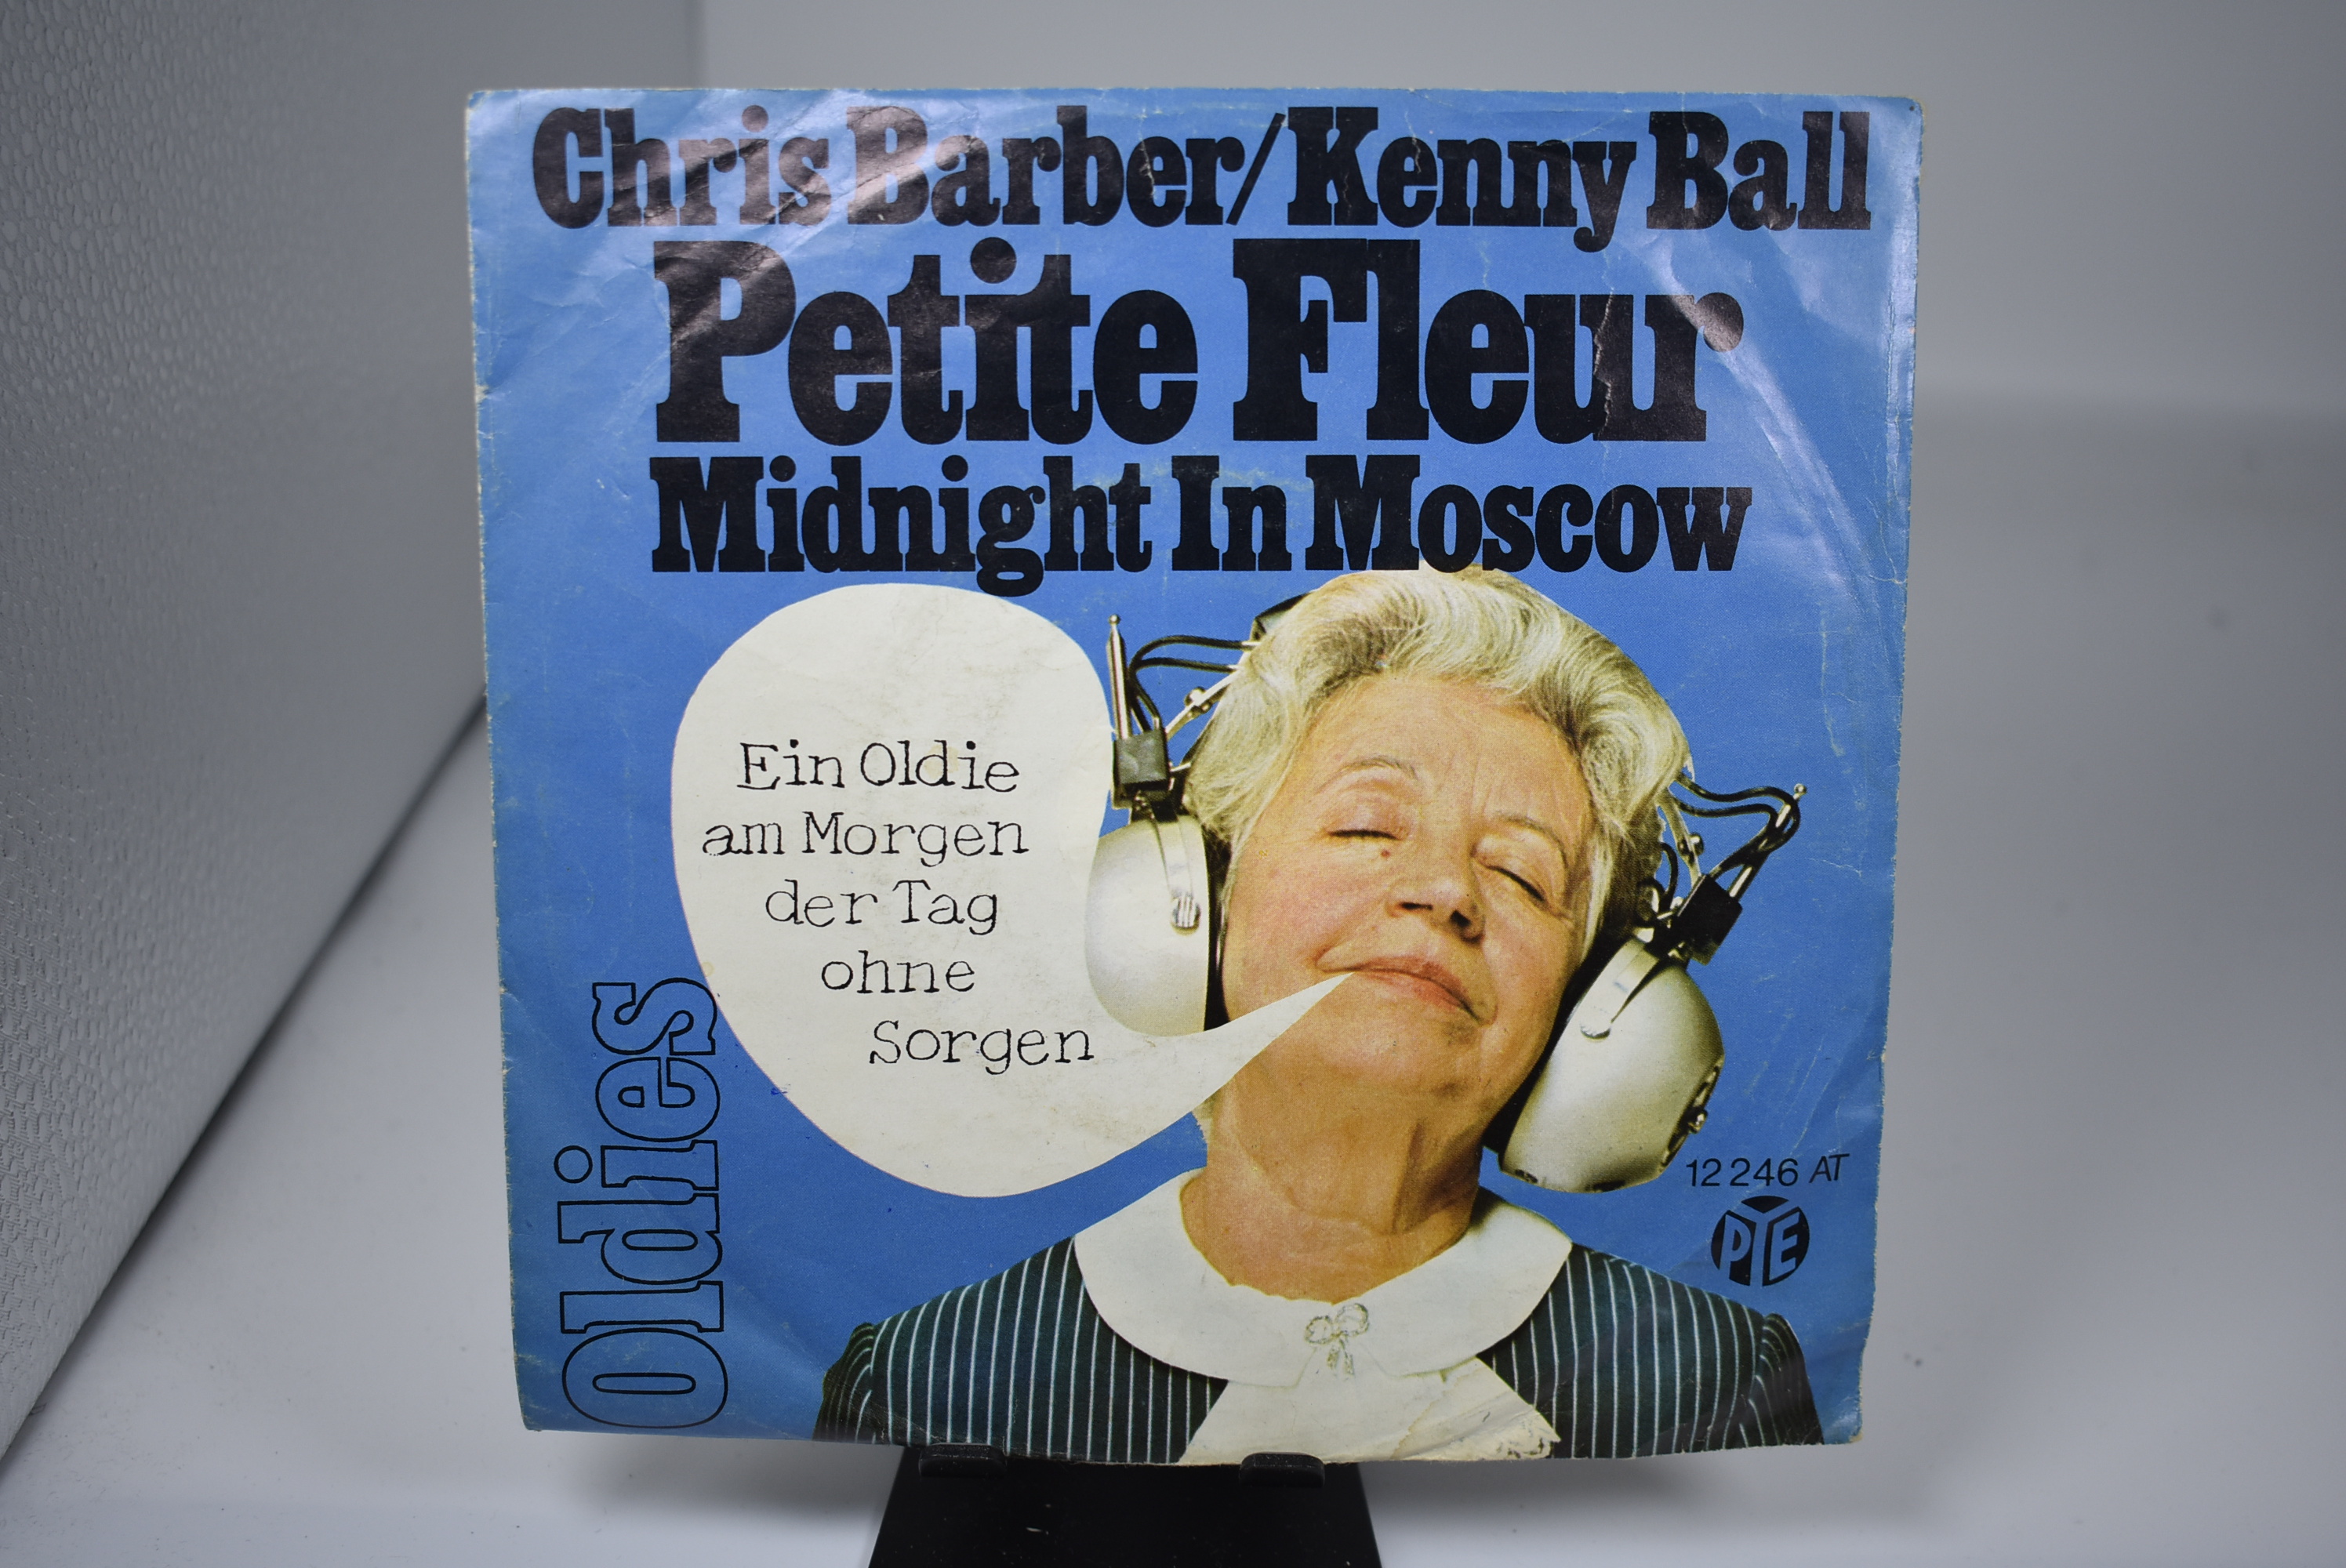 Chris Barber/Kenny Ball
Petite Fleur
Midnight In Moscow
Ein Oldie
am Morgen
der Tag
ohne
Sorgen
Oldies
12 246 AT
PYE